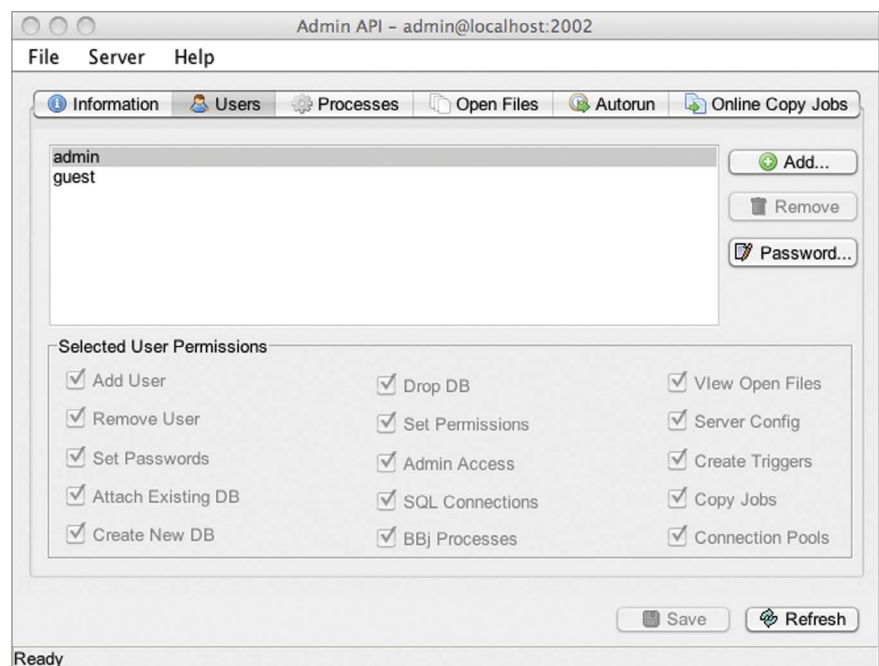 Admin API – admin@localhost:2002
File Server Help
Information Users Processes Open Files Autorun Online Copy Jobs
admin
guest
Add...
Remove
Password...
Selected User Permissions
Add User
Remove User
Set Passwords
Attach Existing DB
Create New DB
Drop DB
Set Permissions
Admin Access
SQL Connections
BBj Processes
VIew Open Files
Server Config
Create Triggers
Copy Jobs
Connection Pools
Save Refresh
Ready